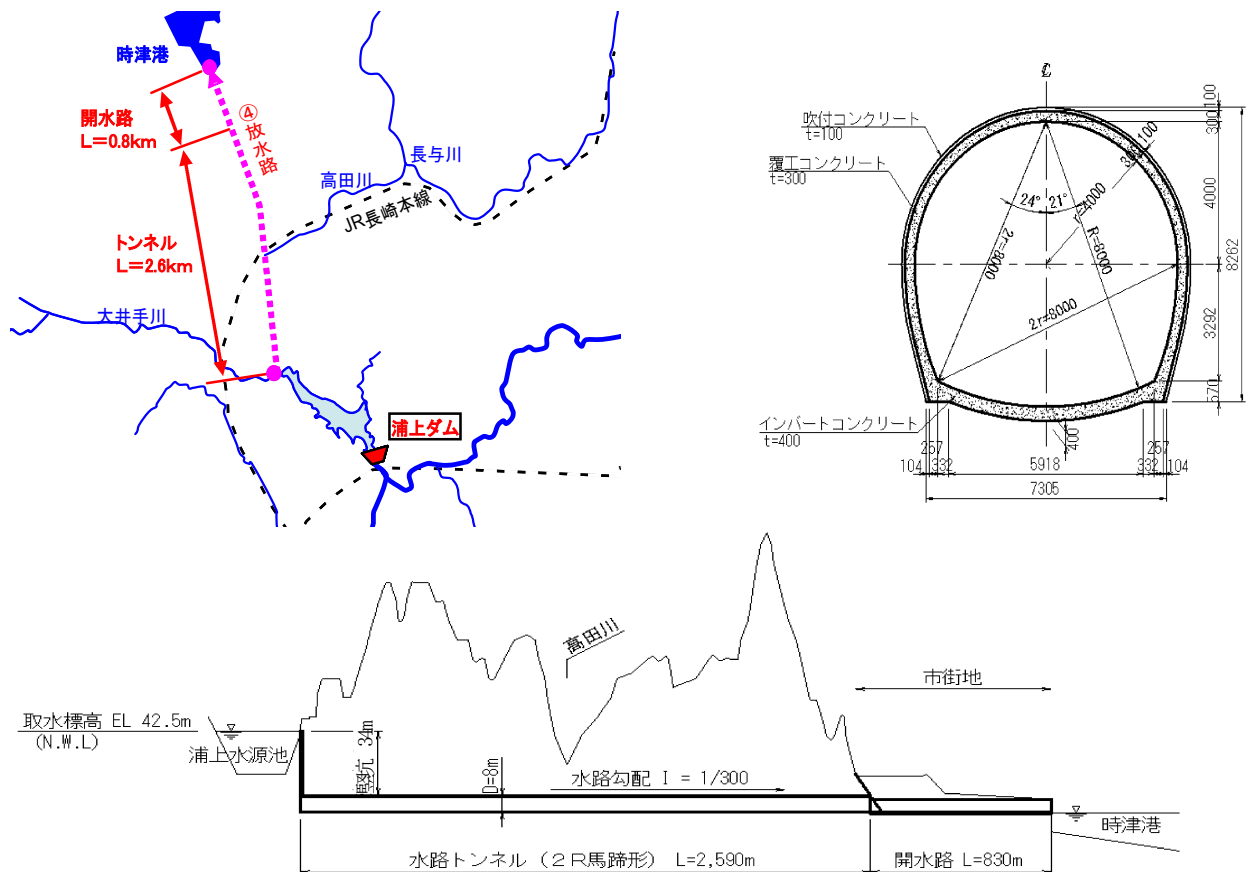 時津港
開水路
L=0.8km
④放水路
トンネル
L=2.6km
長与川
高田川
JR長崎本線
大井手川
浦上ダム
℄
吹付コンクリート
t=100
覆工コンクリート
t=300
インバートコンクリート
t=400
24°
21°
r=4000
2r=8000
R=8000
2r=8000
100
300
100
4000
8262
3292
570
400
257
257
104
332
5918
332
104
7305
高田川
市街地
取水標高 EL 42.5m
(N.W.L)
浦上水源池
竪坑 34m
D=8m
水路勾配 I = 1/300
時津港
水路トンネル (2R馬蹄形) L=2,590m
開水路 L=830m